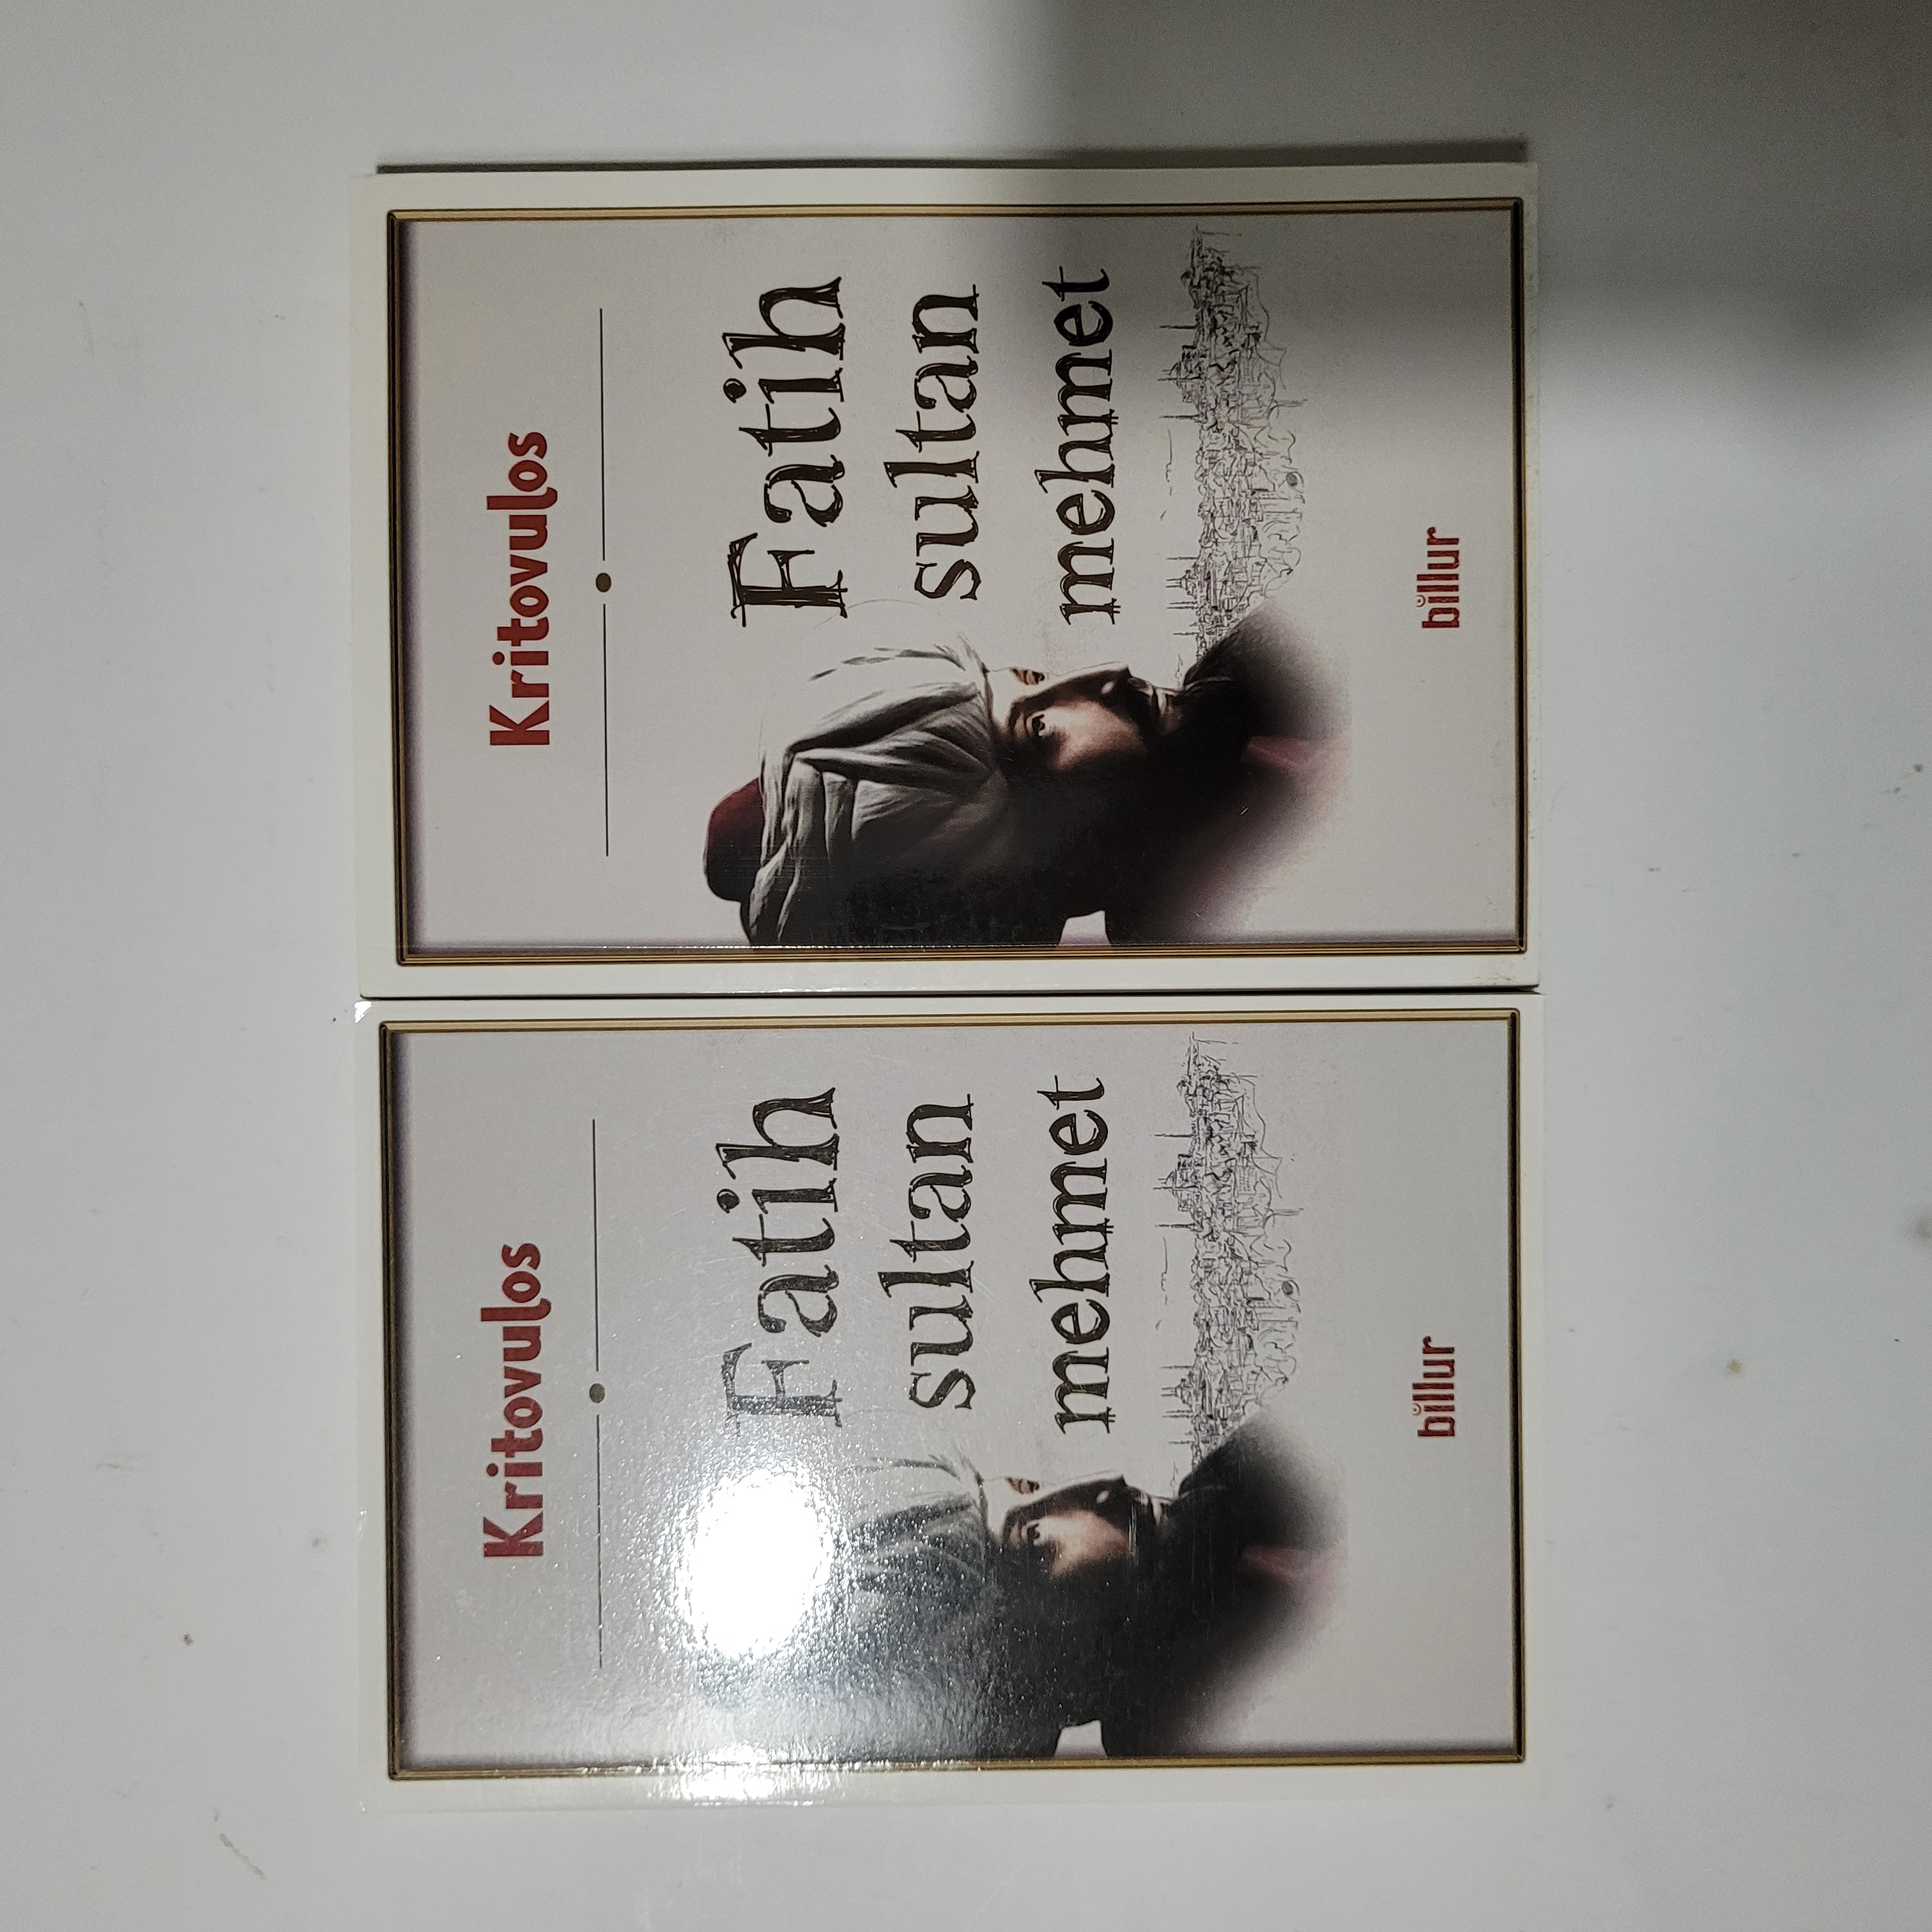 Kritovulos
Fatih
sultan
mehmet
billur
Kritovulos
Fatih
sultan
mehmet
billur